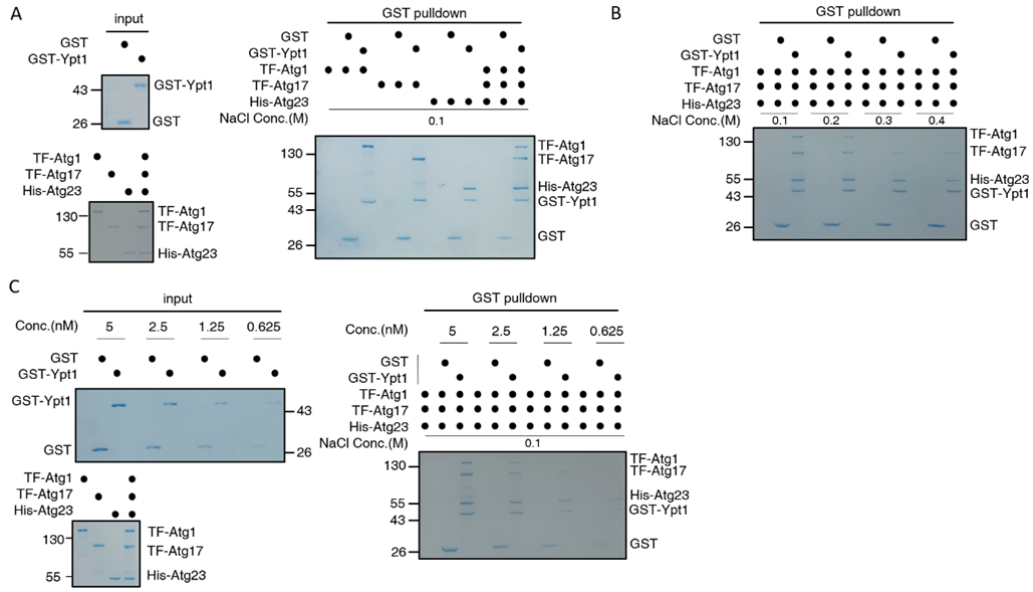 A
input
GST
GST-Ypt1
43
26
GST-Ypt1
GST
TF-Atg1
TF-Atg17
His-Atg23
130
55
TF-Atg1
TF-Atg17
His-Atg23
GST pulldown
GST
GST-Ypt1
TF-Atg1
TF-Atg17
His-Atg23
NaCl Conc.(M)
0.1
130
55
43
26
TF-Atg1
TF-Atg17
His-Atg23
GST-Ypt1
GST
B
GST pulldown
GST
GST-Ypt1
TF-Atg1
TF-Atg17
His-Atg23
NaCl Conc.(M) 0.1 0.2 0.3 0.4
130
55
43
26
TF-Atg1
TF-Atg17
His-Atg23
GST-Ypt1
GST
C
input
Conc.(nM) 5 2.5 1.25 0.625
GST
GST-Ypt1
GST-Ypt1
GST
43
26
TF-Atg1
TF-Atg17
His-Atg23
130
55
TF-Atg1
TF-Atg17
His-Atg23
GST pulldown
Conc.(nM) 5 2.5 1.25 0.625
GST
GST-Ypt1
TF-Atg1
TF-Atg17
His-Atg23
NaCl Conc.(M) 0.1
130
55
43
26
TF-Atg1
TF-Atg17
His-Atg23
GST-Ypt1
GST